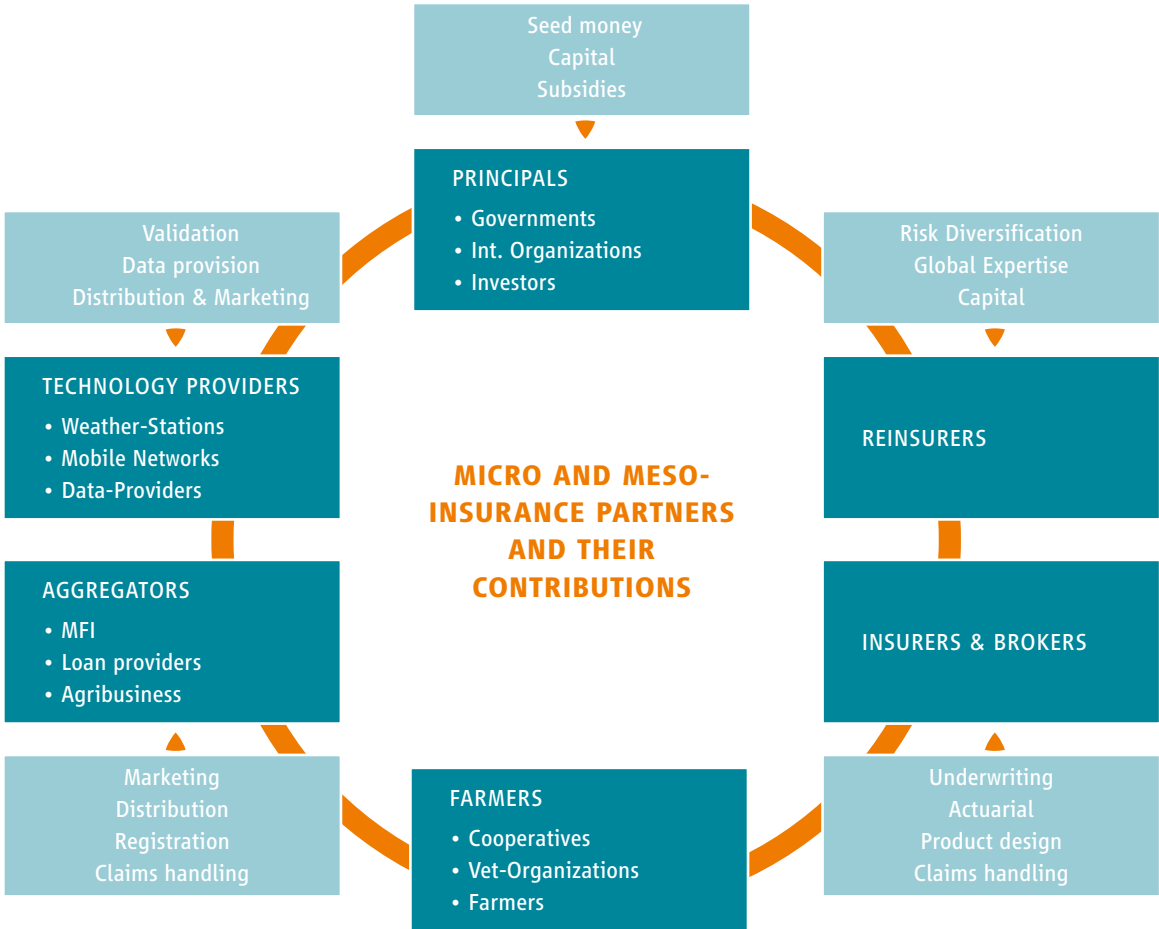 Seed money
Capital
Subsidies
PRINCIPALS
• Governments
• Int. Organizations
• Investors
Validation
Data provision
Distribution & Marketing
Risk Diversification
Global Expertise
Capital
TECHNOLOGY PROVIDERS
• Weather-Stations
• Mobile Networks
• Data-Providers
REINSURERS
MICRO AND MESO-
INSURANCE PARTNERS
AND THEIR
CONTRIBUTIONS
AGGREGATORS
• MFI
• Loan providers
• Agribusiness
INSURERS & BROKERS
Marketing
Distribution
Registration
Claims handling
FARMERS
• Cooperatives
• Vet-Organizations
• Farmers
Underwriting
Actuarial
Product design
Claims handling